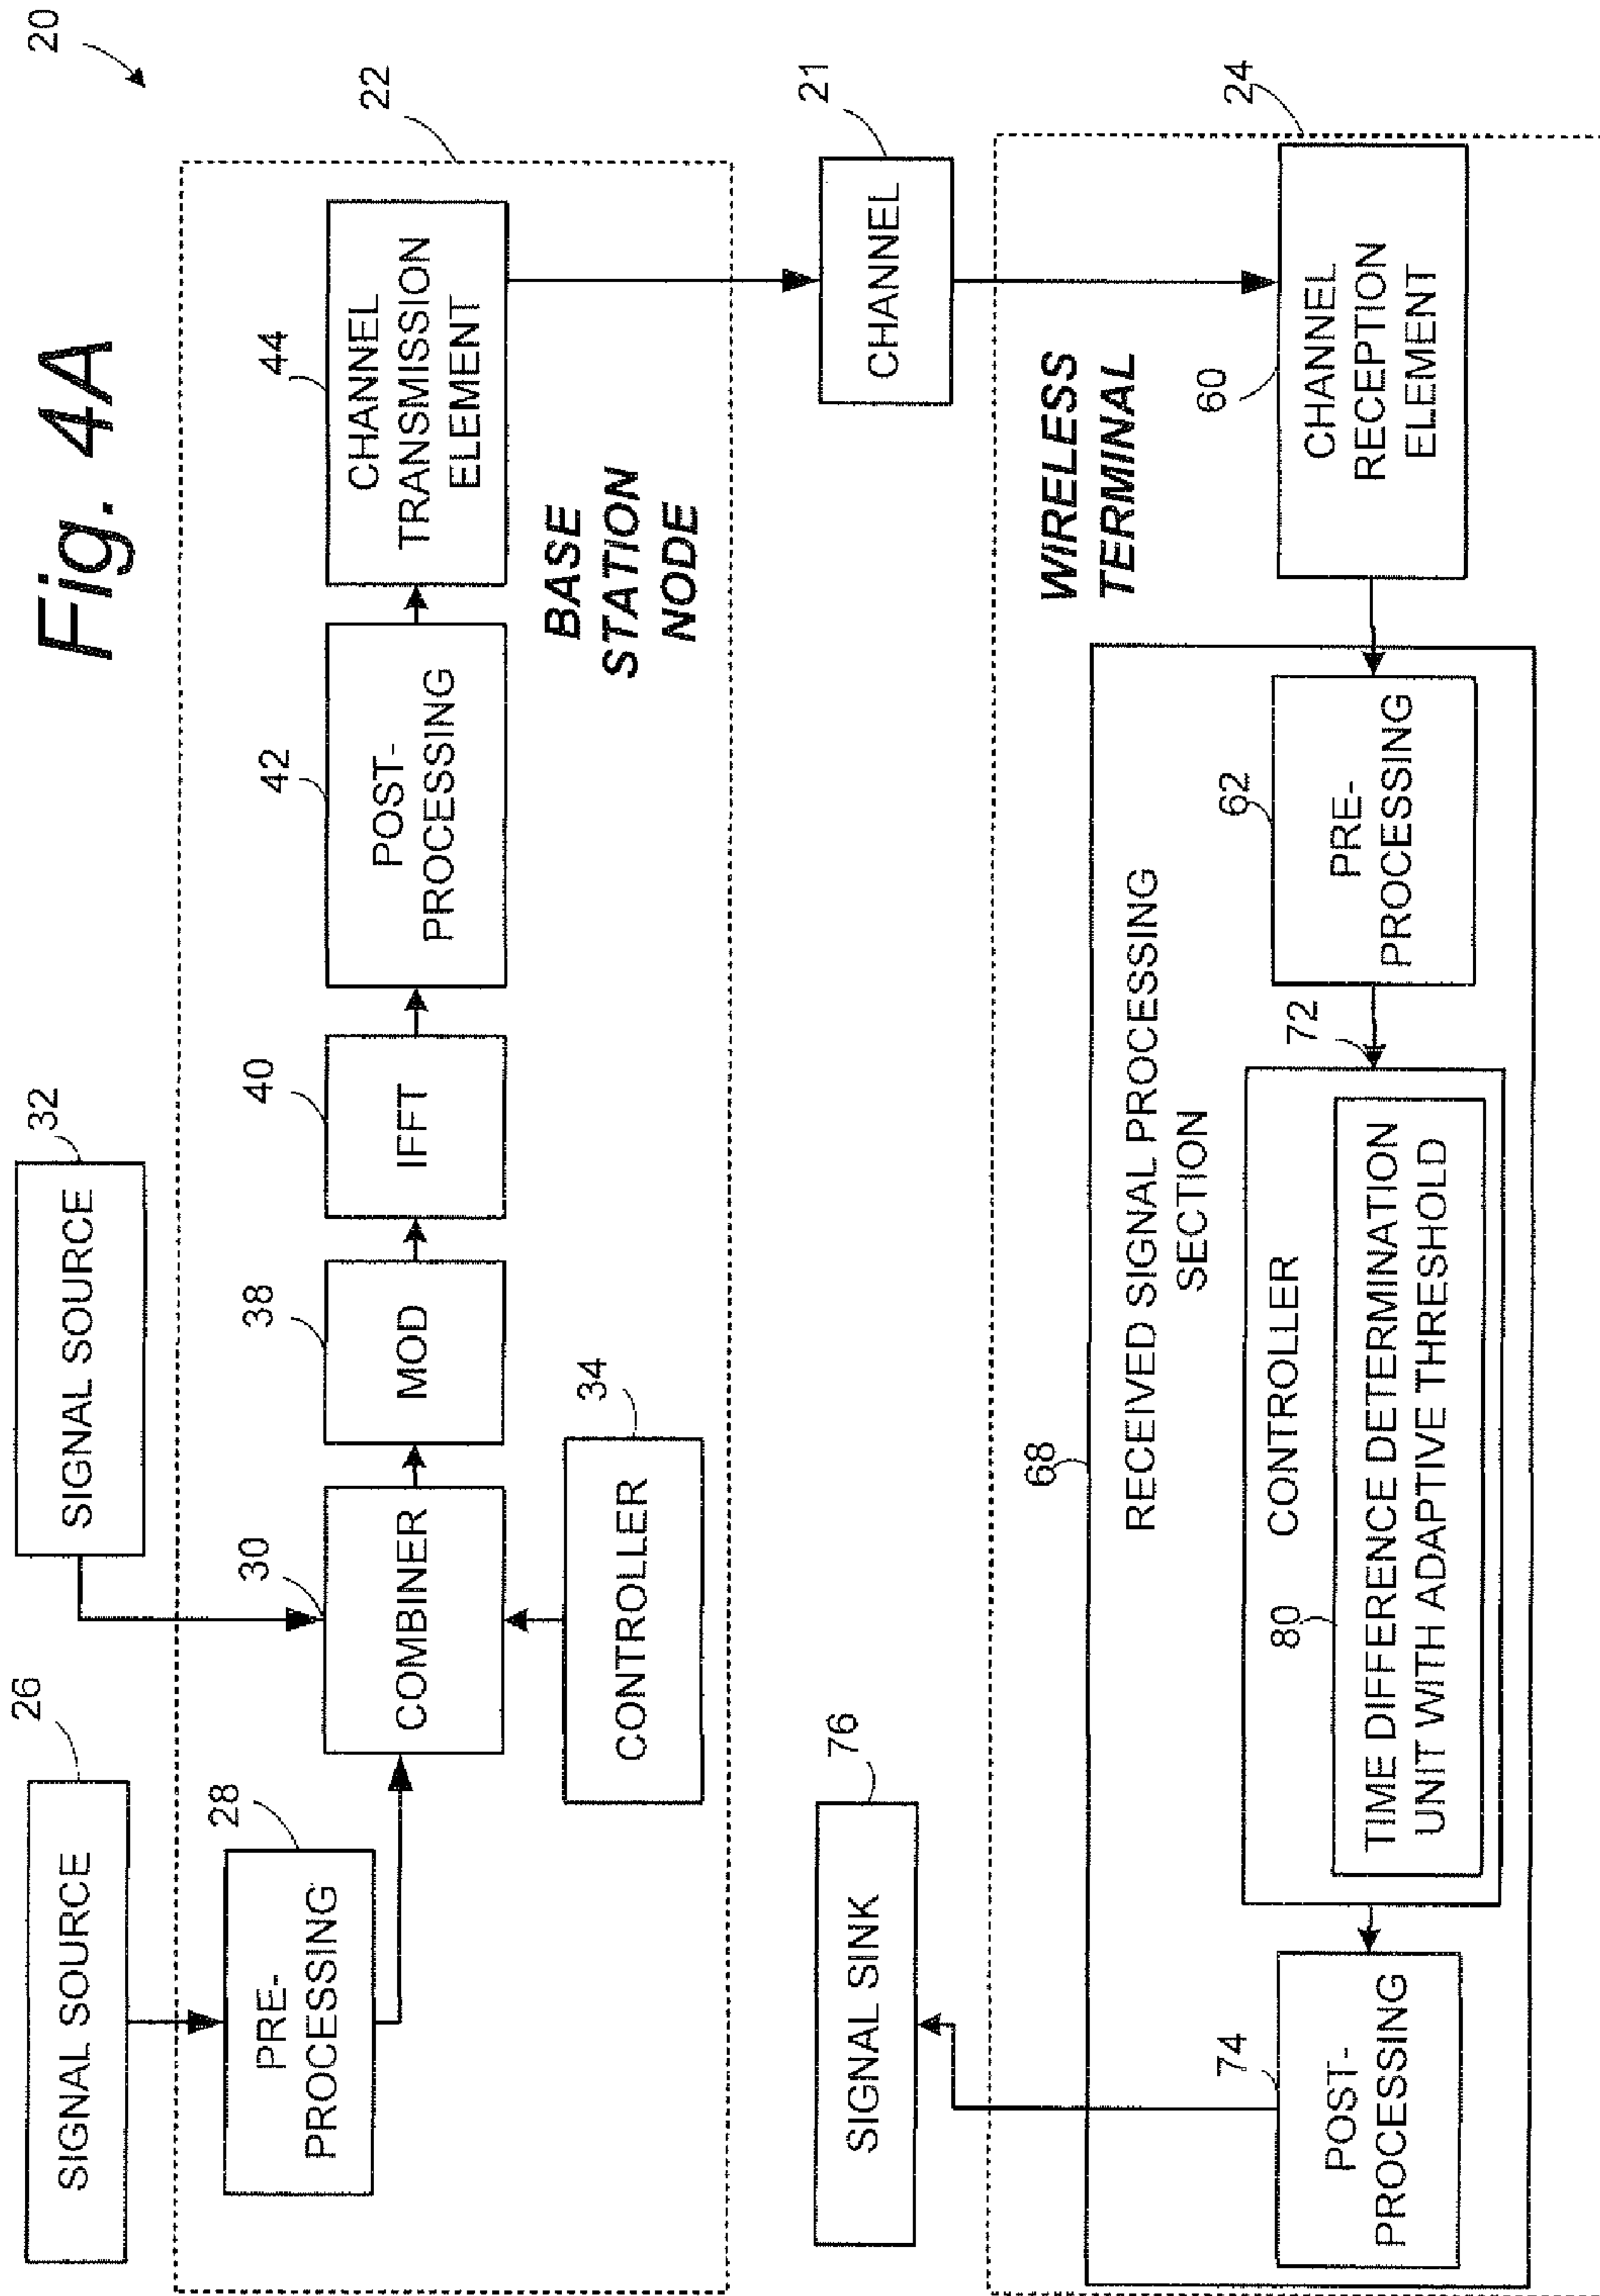 Fig. 4A
20
26
SIGNAL SOURCE
32
SIGNAL SOURCE
22
28
PRE-
PROCESSING
30
COMBINER
38
MOD
40
IFFT
42
POST-
PROCESSING
44
CHANNEL
TRANSMISSION
ELEMENT
34
CONTROLLER
BASE
STATION
NODE
76
SIGNAL SINK
21
CHANNEL
24
WIRELESS
TERMINAL
68
RECEIVED SIGNAL PROCESSING
SECTION
74
POST-
PROCESSING
CONTROLLER
80
TIME DIFFERENCE DETERMINATION
UNIT WITH ADAPTIVE THRESHOLD
72
62
PRE-
PROCESSING
60
CHANNEL
RECEPTION
ELEMENT